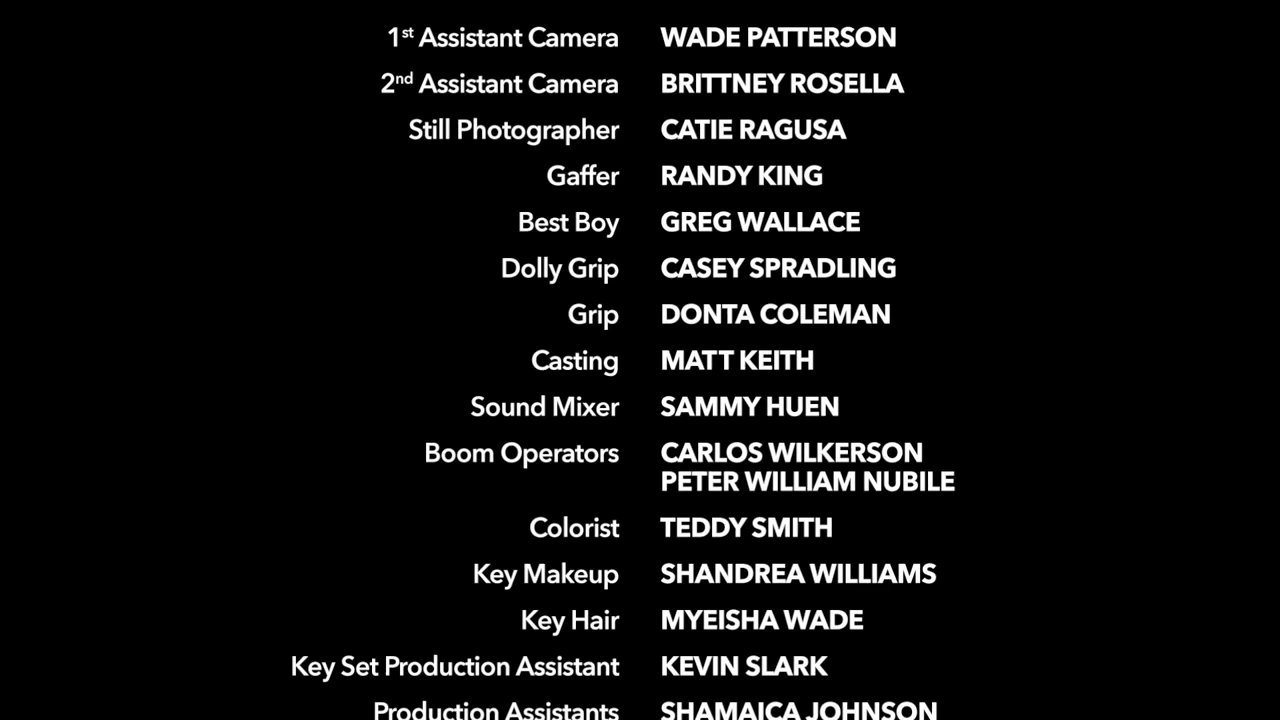 1st Assistant Camera WADE PATTERSON
2nd Assistant Camera BRITTNEY ROSELLA
Still Photographer CATIE RAGUSA
Gaffer RANDY KING
Best Boy GREG WALLACE
Dolly Grip CASEY SPRADLING
Grip DONTA COLEMAN
Casting MATT KEITH
Sound Mixer SAMMY HUEN
Boom Operators CARLOS WILKERSON
PETER WILLIAM NUBILE
Colorist TEDDY SMITH
Key Makeup SHANDREA WILLIAMS
Key Hair MYEISHA WADE
Key Set Production Assistant KEVIN SLARK
Production Assistants SHAMAICA JOHNSON